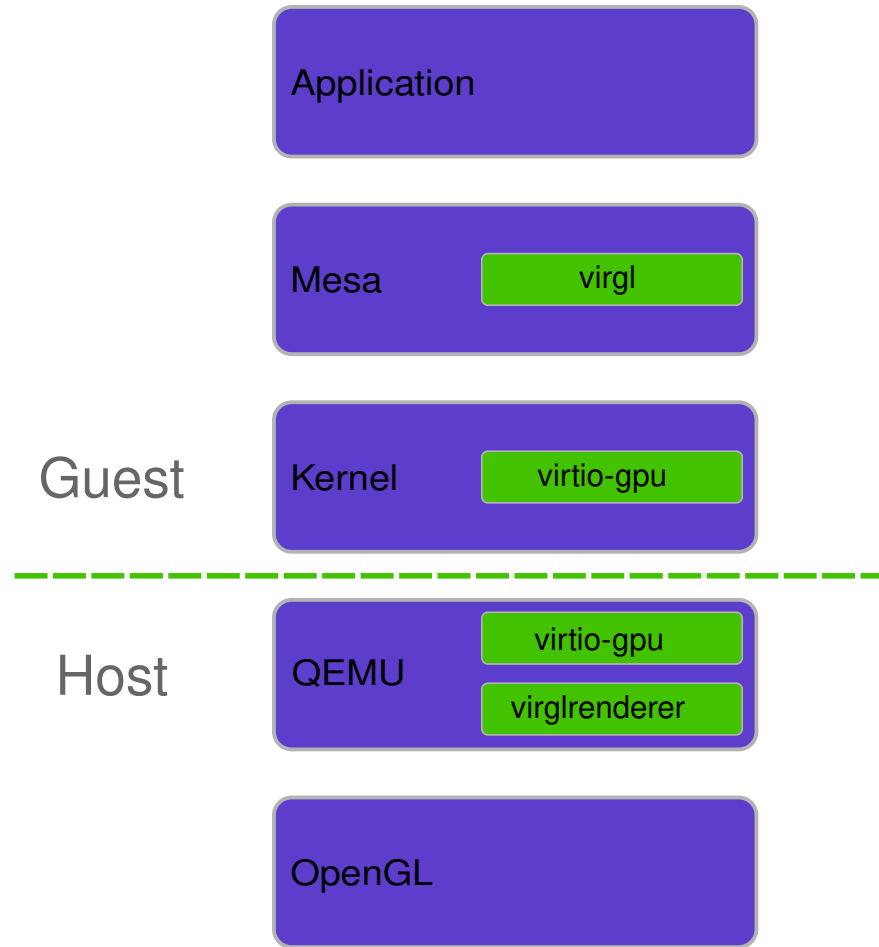 Application
Mesa
virgl
Guest
Kernel
virtio-gpu
Host
QEMU
virtio-gpu
virglrenderer
OpenGL